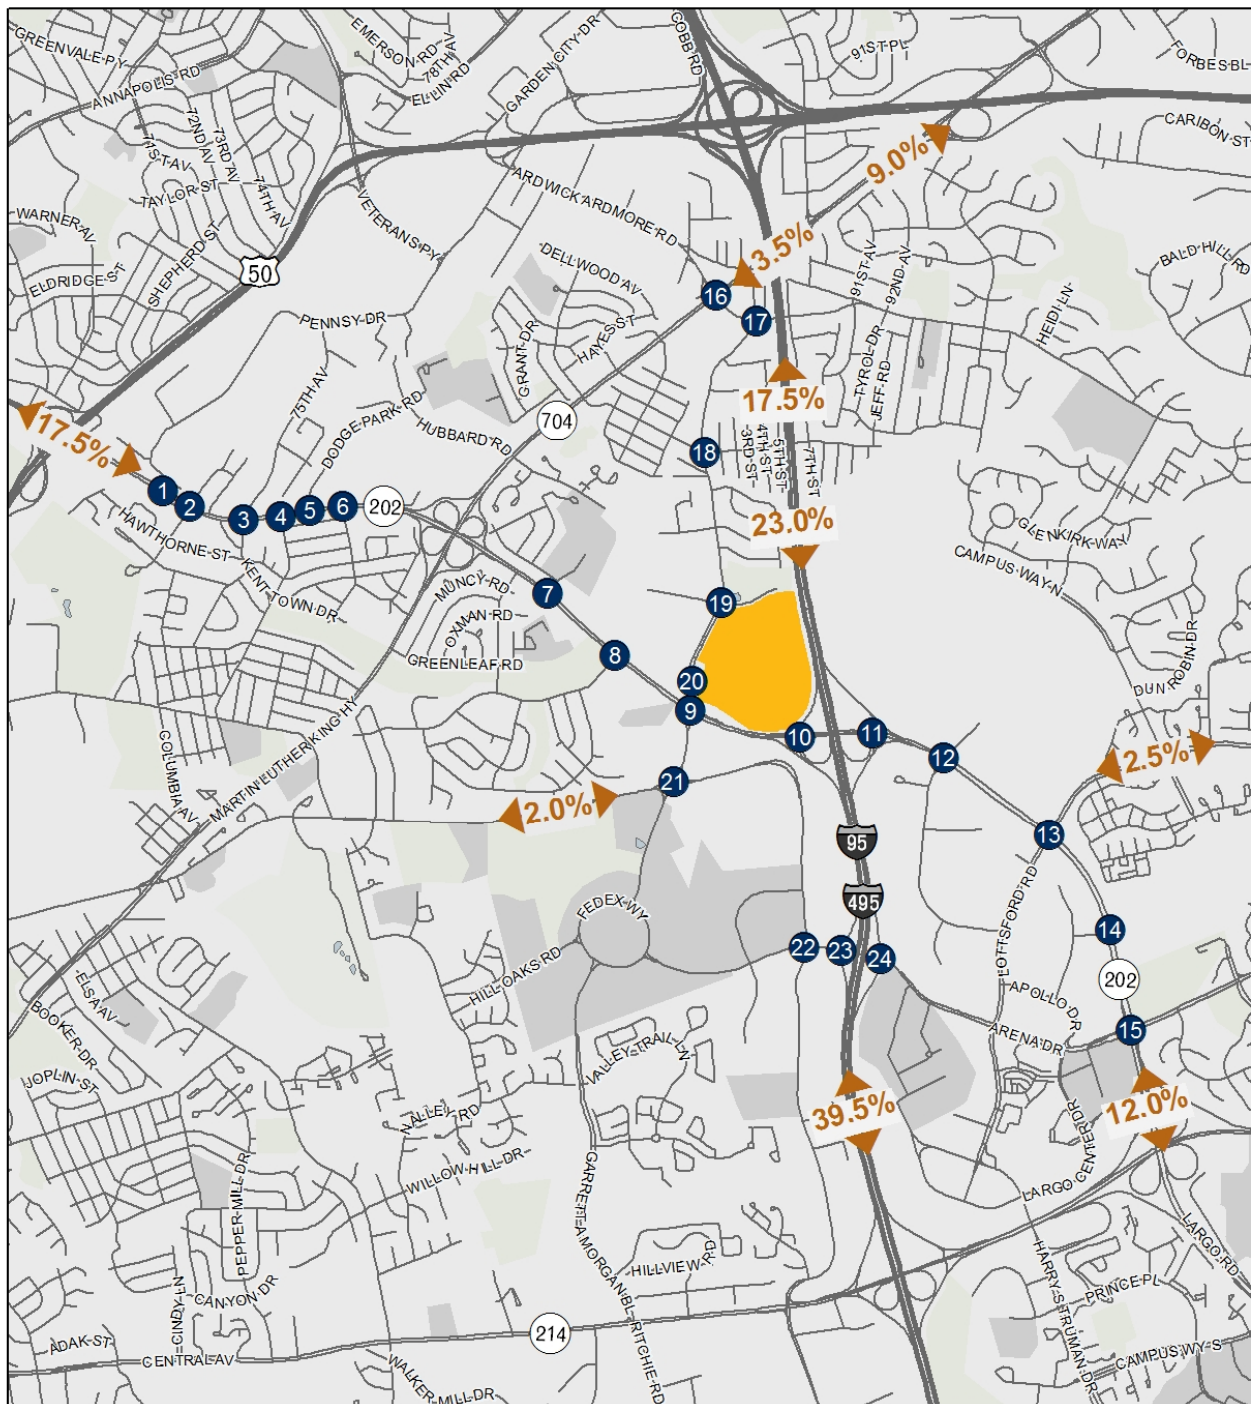 GREENVALE PY
ANNAPOLIS RD
EMERSON RD
78TH AV
ELLIN RD
GARDEN CITY DR
COBB RD
91ST PL
FORBES BL
CARIBON ST
72ND AV
73RD AV
71ST AV
TAYLOR ST
74TH AV
VETERANS PY
ARDWICK ARDMORE RD
9.0%
WARNER AV
ELDRIDGE ST
SHEPHERD ST
50
DELLWOOD AV
3.5%
91ST AV
92ND AV
BALD HILL RD
HEIDI LN
16
17
PENNSY DR
GRANT DR
HAYES ST
TYROL DR
JEFF RD
75TH AV
DODGE PARK RD
HUBBARD RD
704
17.5%
17.5%
18
3RD ST
4TH ST
5TH ST
7TH ST
1
2
3
4
5
6
202
23.0%
GLENKIRK WAY
CAMPUS WAY N
HAWTHORNE ST
KENT TOWN DR
MUNCY RD
OXMAN RD
GREENLEAF RD
7
8
19
20
9
10
11
12
DUNROBIN DR
COLUMBIA AV
MARTIN LUTHER KING HY
21
2.0%
2.5%
95
13
495
FEDEX WY
LOTTSFORD RD
14
22
23
24
202
HILL OAKS RD
APOLLO DR
ARENA DR
15
ELSA AV
BOOKER DR
JOPLIN ST
VALLEY TRAIL LN
NALLEY RD
39.5%
12.0%
WILLOW HILL DR
PEPPER MILL DR
GARRETT A MORGAN BL
LARGO CENTER DR
LARGO RD
HILLVIEW RD
CANYON DR
CINDY LN
HARRY S TRUMAN DR
PRINCE PL
214
ADAK ST
CENTRAL AV
WALKER MILL DR
RITCHIE RD
CAMPUS WY S